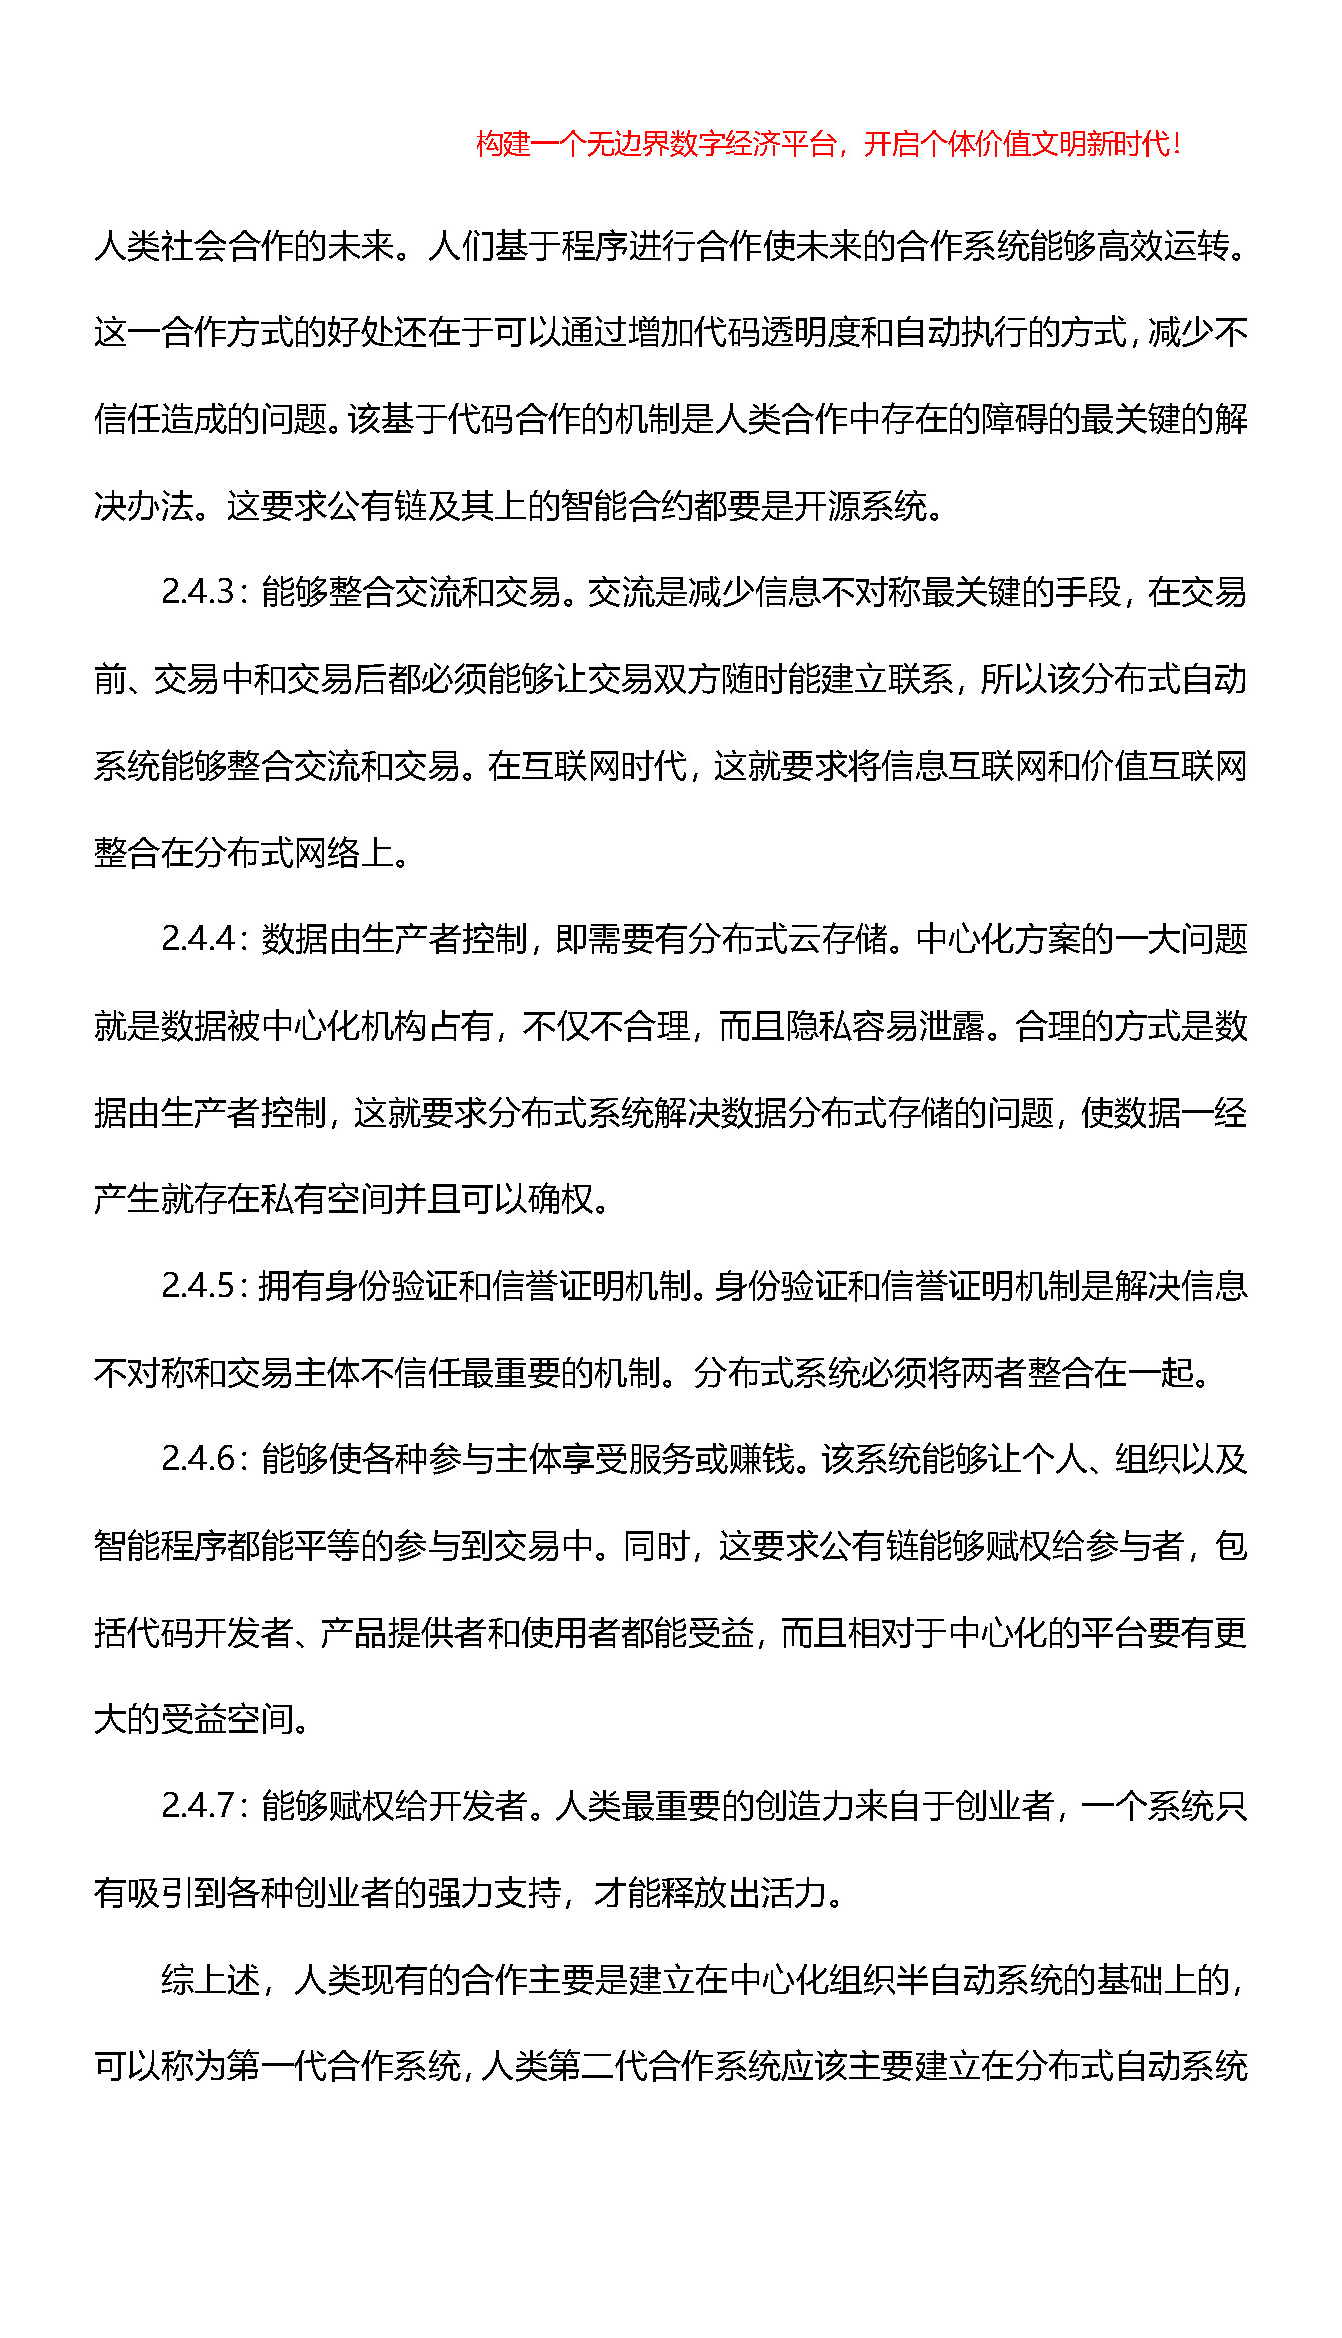 构建一个无边界数字经济平台，开启个体价值文明新时代！
人类社会合作的未来。人们基于程序进行合作使未来的合作系统能够高效运转。
这一合作方式的好处还在于可以通过增加代码透明度和自动执行的方式，减少不
信任造成的问题。该基于代码合作的机制是人类合作中存在的障碍的最关键的解
决办法。这要求公有链及其上的智能合约都要是开源系统。
2.4.3：能够整合交流和交易。交流是减少信息不对称最关键的手段，在交易
前、交易中和交易后都必须能够让交易双方随时能建立联系，所以该分布式自动
系统能够整合交流和交易。在互联网时代，这就要求将信息互联网和价值互联网
整合在分布式网络上。
2.4.4：数据由生产者控制，即需要有分布式云存储。中心化方案的一大问题
就是数据被中心化机构占有，不仅不合理，而且隐私容易泄露。合理的方式是数
据由生产者控制，这就要求分布式系统解决数据分布式存储的问题，使数据一经
产生就存在私有空间并且可以确权。
2.4.5：拥有身份验证和信誉证明机制。身份验证和信誉证明机制是解决信息
不对称和交易主体不信任最重要的机制。分布式系统必须将两者整合在一起。
2.4.6：能够使各种参与主体享受服务或赚钱。该系统能够让个人、组织以及
智能程序都能平等的参与到交易中。同时，这要求公有链能够赋权给参与者，包
括代码开发者、产品提供者和使用者都能受益，而且相对于中心化的平台要有更
大的受益空间。
2.4.7：能够赋权给开发者。人类最重要的创造力来自于创业者，一个系统只
有吸引到各种创业者的强力支持，才能释放出活力。
综上述，人类现有的合作主要是建立在中心化组织半自动系统的基础上的，
可以称为第一代合作系统，人类第二代合作系统应该主要建立在分布式自动系统